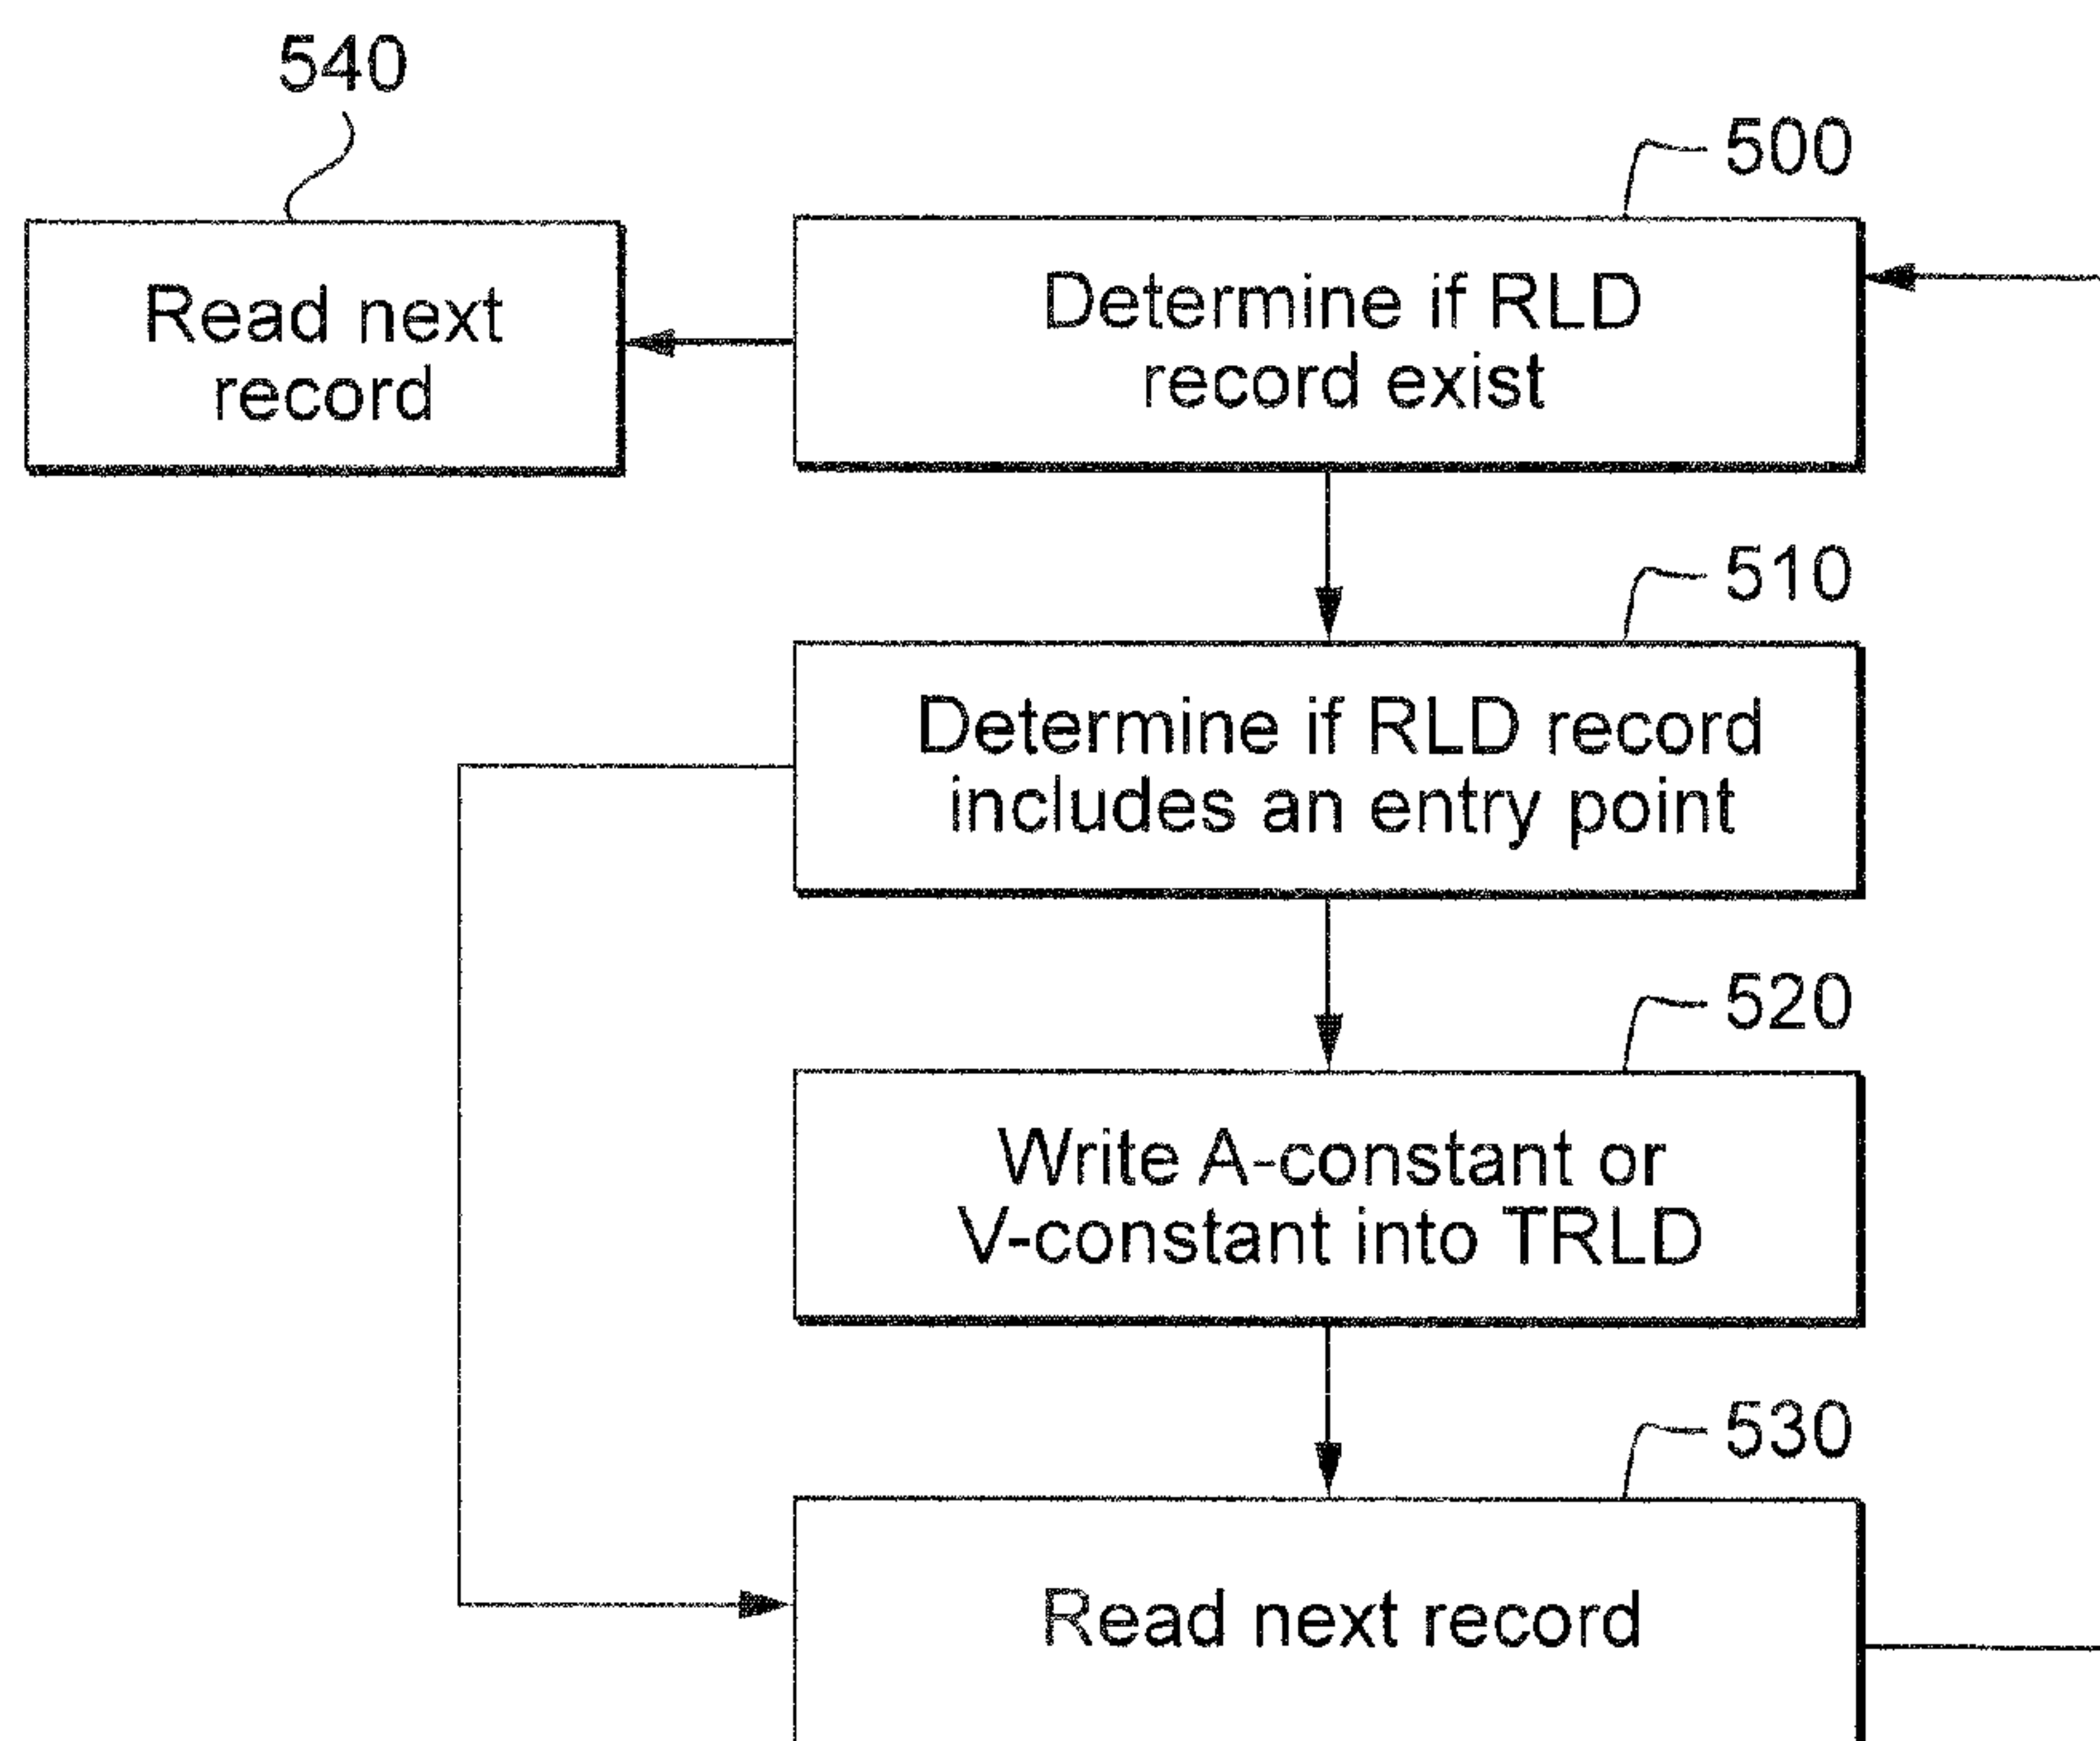 540
500
Read next
record
Determine if RLD
record exist
510
Determine if RLD record
includes an entry point
520
Write A-constant or
V-constant into TRLD
530
Read next record